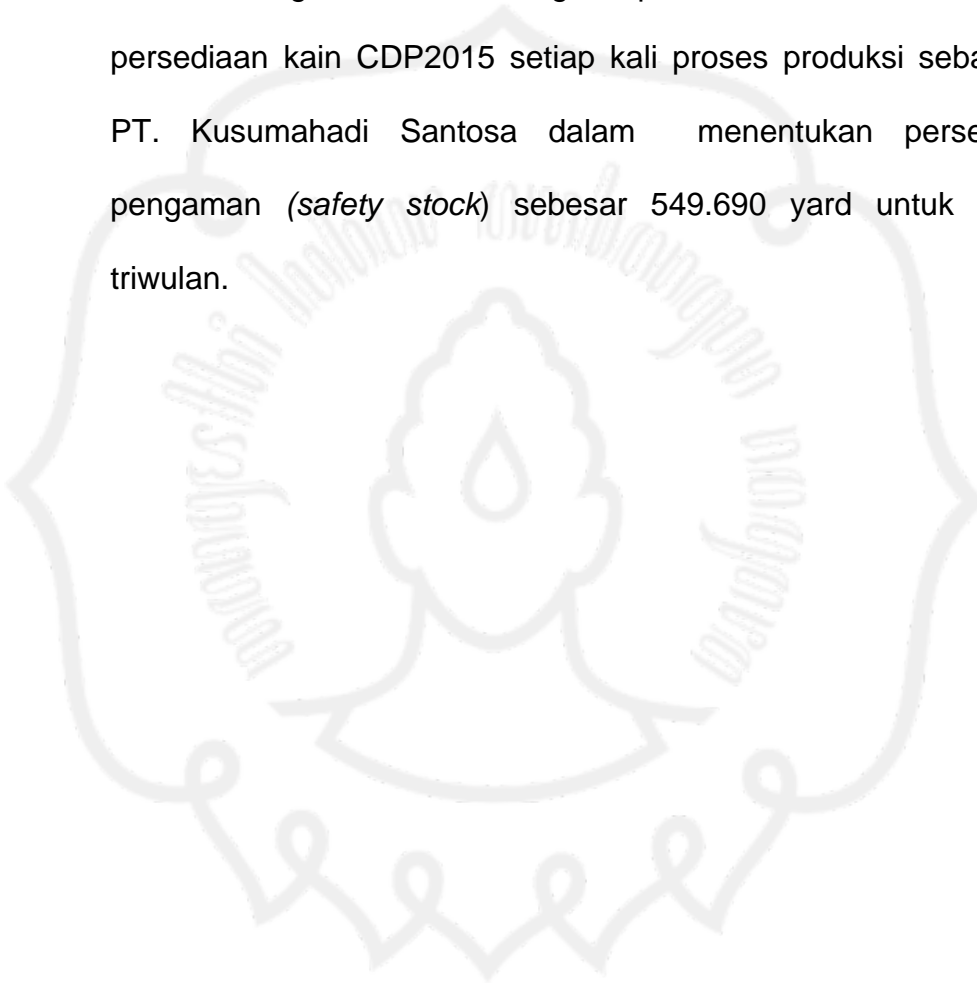 persediaan kain CDP2015 setiap kali proses produksi seba
PT. Kusumahadi Santosa dalam menentukan perse
pengaman (safety stock) sebesar 549.690 yard untuk
triwulan.